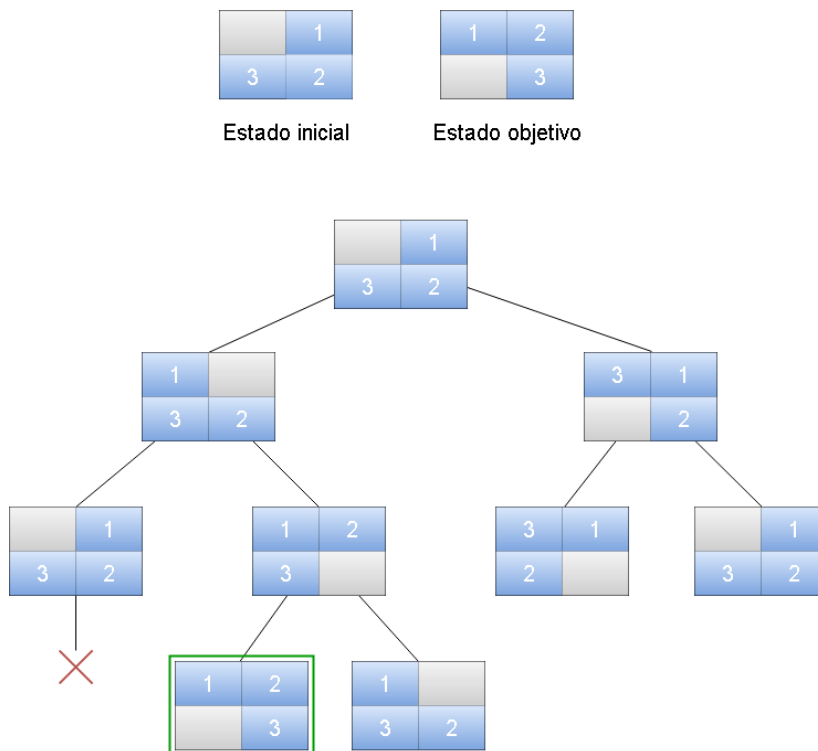 1 1 2
3 2 3
Estado inicial Estado objetivo
1
3 2
1 3 1
3 2 2
1 1 2 3 1 1
3 2 3 2 3 2
1 2 1
3 3 2